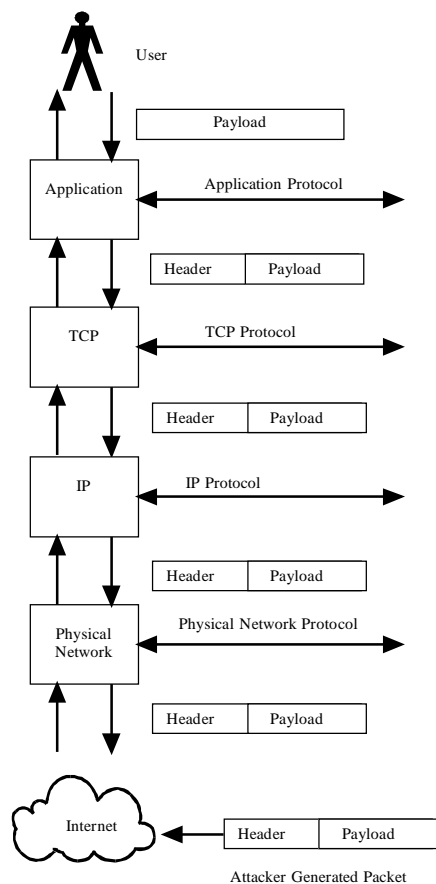 User
Payload
Application
Application Protocol
Header Payload
TCP
TCP Protocol
Header Payload
IP
IP Protocol
Header Payload
Physical
Network
Physical Network Protocol
Header Payload
Internet
Header Payload
Attacker Generated Packet